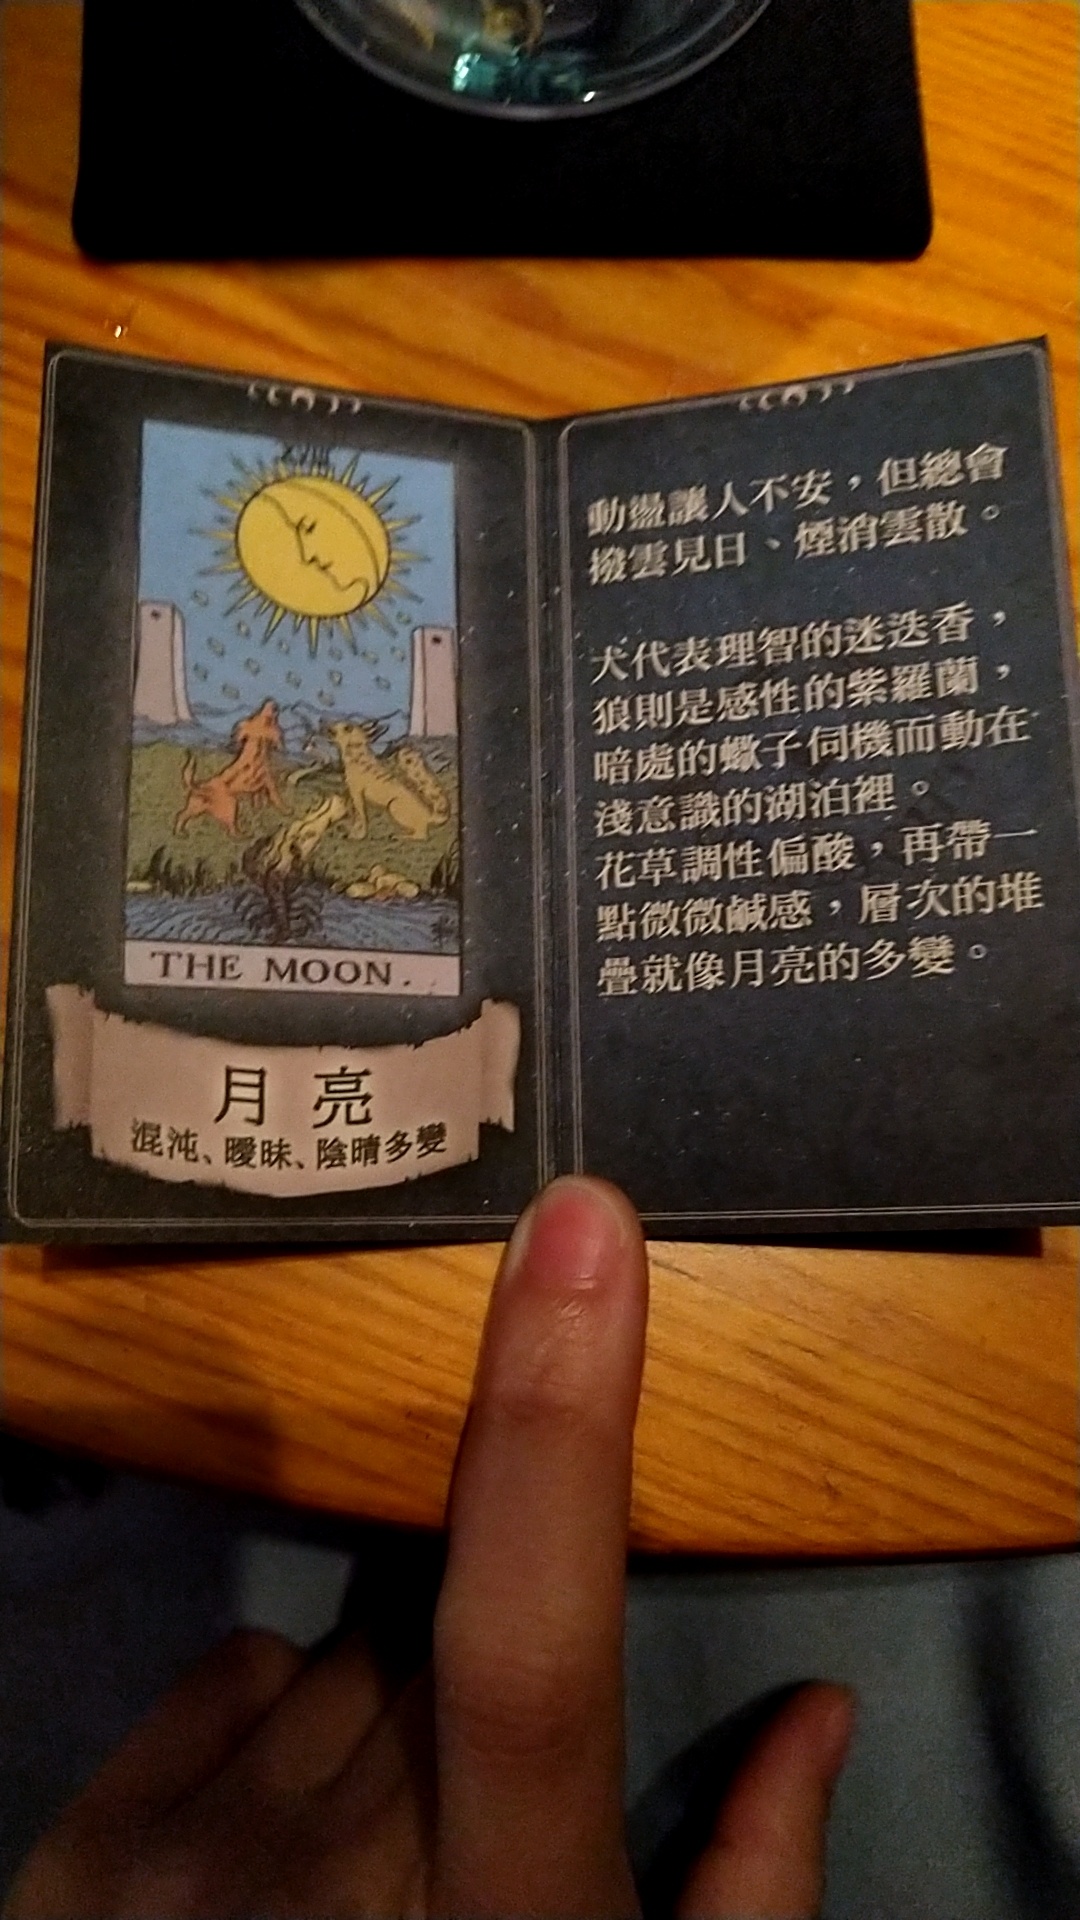 XVIII
THE MOON.
月亮
混沌、曖昧、陰晴多變
動盪讓人不安，但總會
撥雲見日、煙消雲散。
犬代表理智的迷迭香，
狼則是感性的紫羅蘭，
暗處的蠍子伺機而動在
淺意識的湖泊裡。
花草調性偏酸，再帶一
點微微鹹感，層次的堆
疊就像月亮的多變。